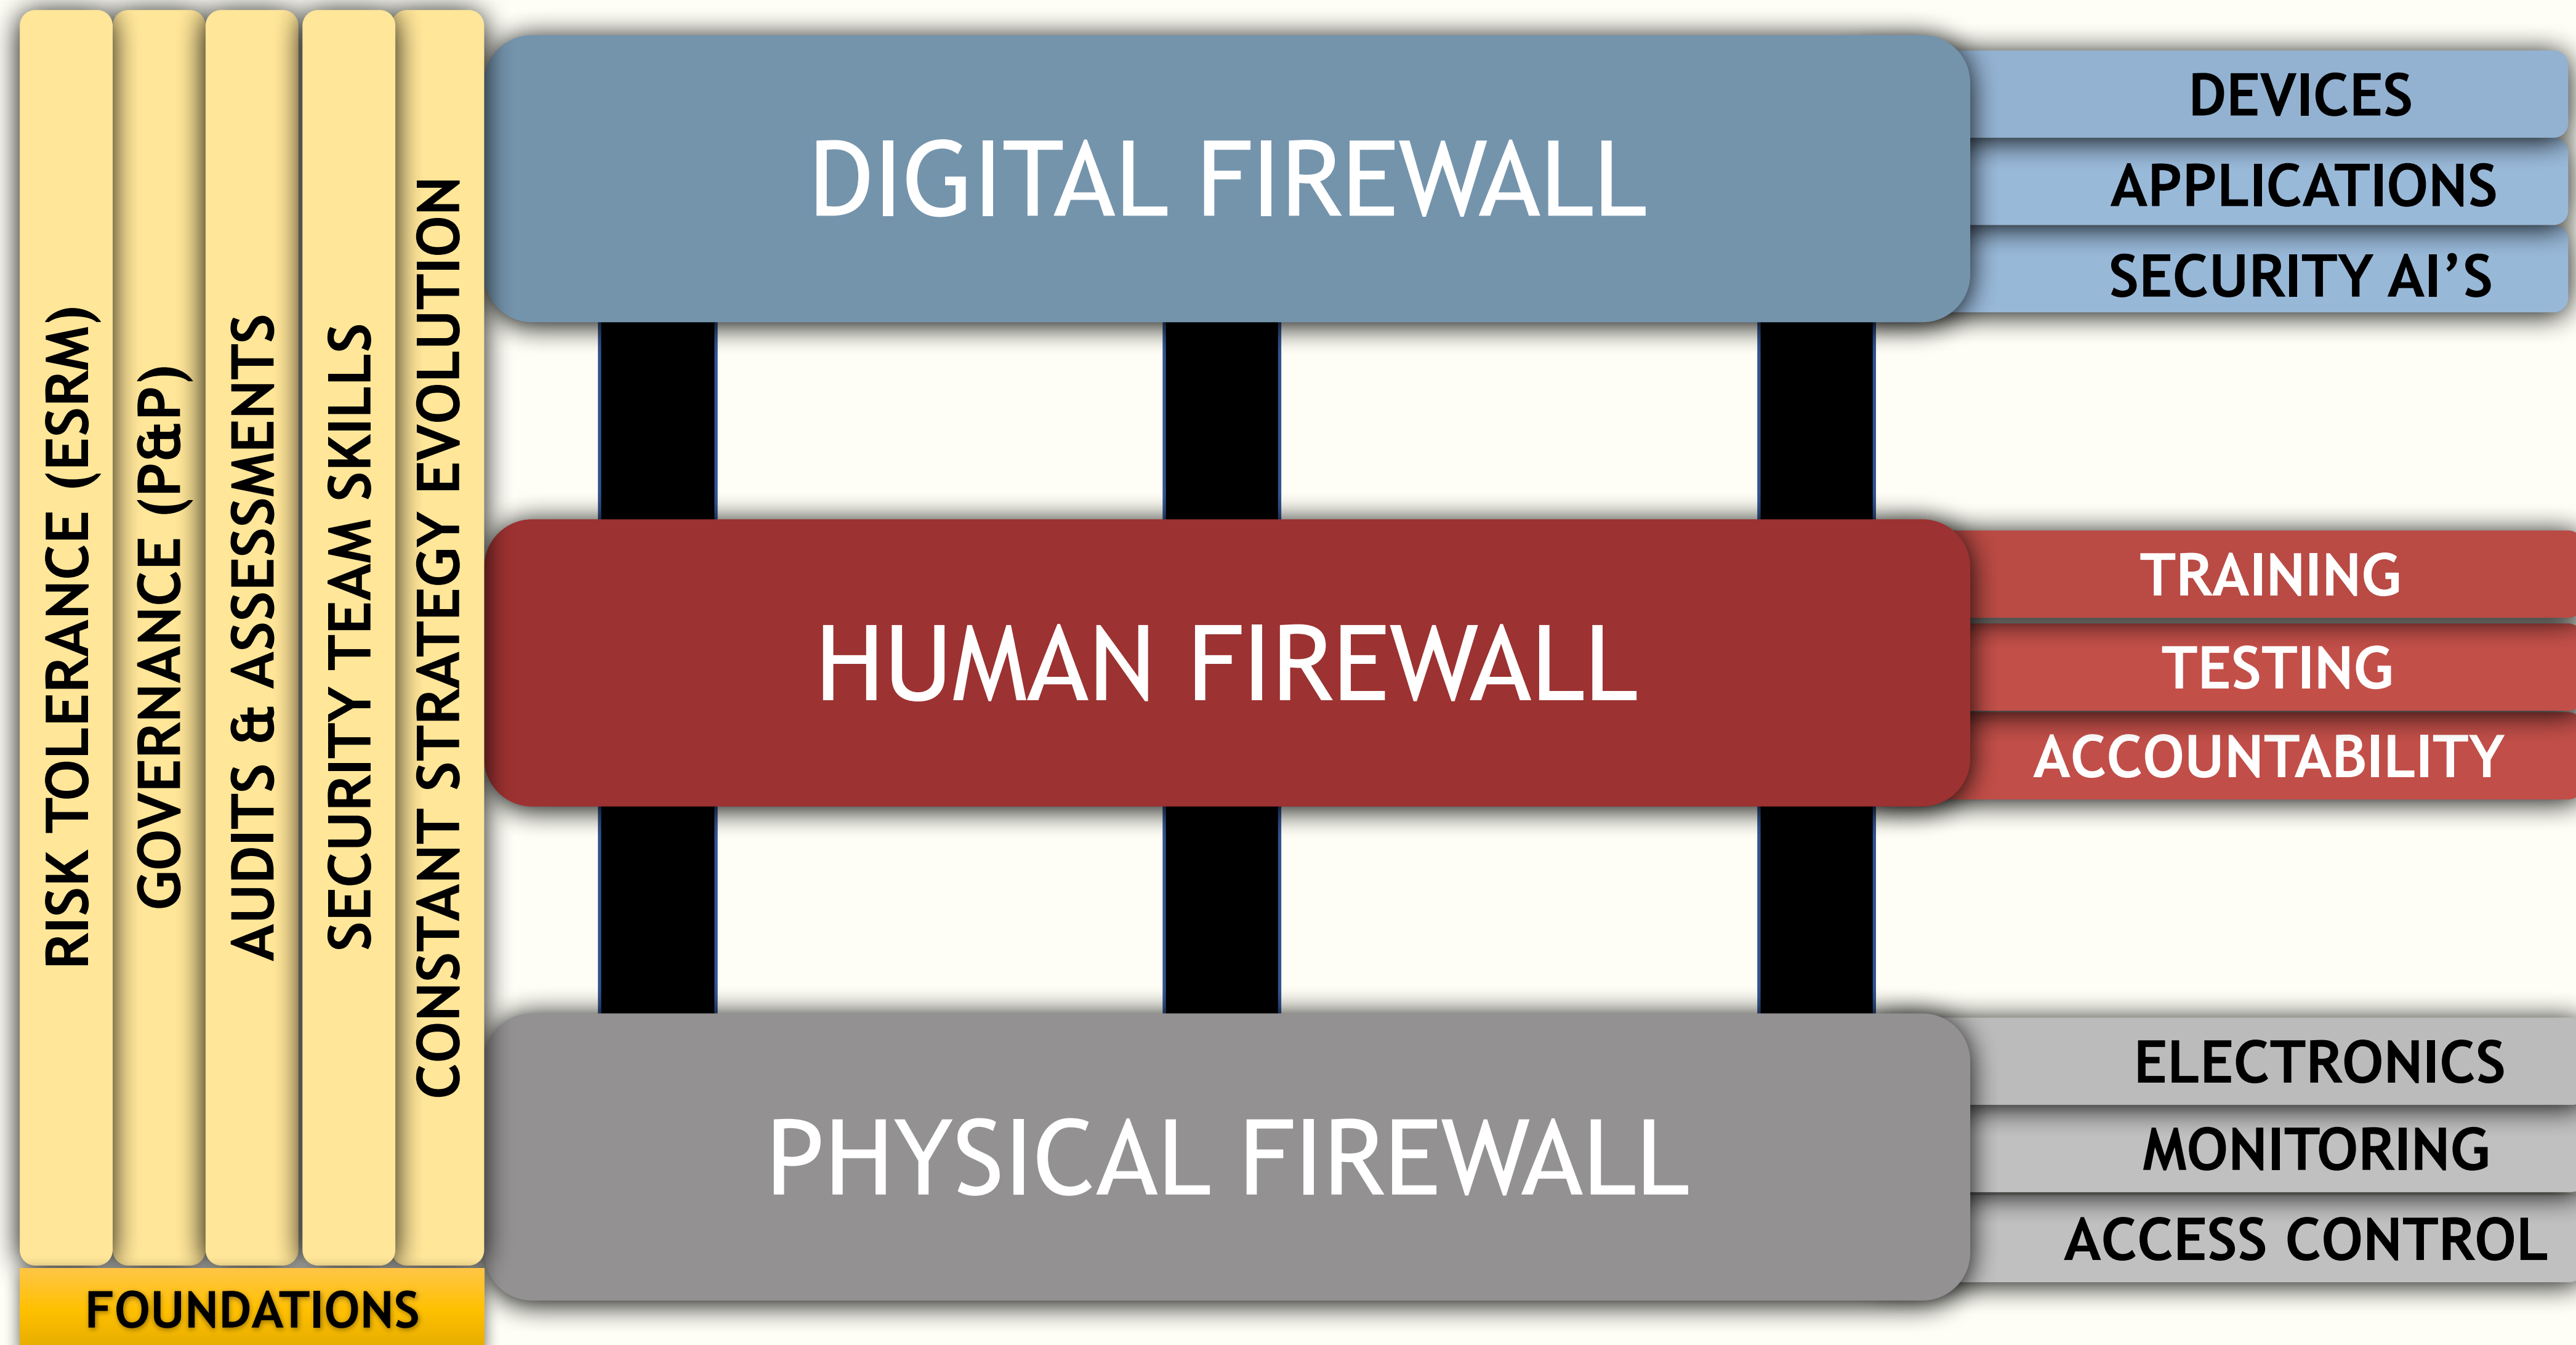 RISK TOLERANCE (ESRM)
GOVERNANCE (P&P)
AUDITS & ASSESSMENTS
SECURITY TEAM SKILLS
CONSTANT STRATEGY EVOLUTION
FOUNDATIONS
DIGITAL FIREWALL
DEVICES
APPLICATIONS
SECURITY AI’S
HUMAN FIREWALL
TRAINING
TESTING
ACCOUNTABILITY
PHYSICAL FIREWALL
ELECTRONICS
MONITORING
ACCESS CONTROL